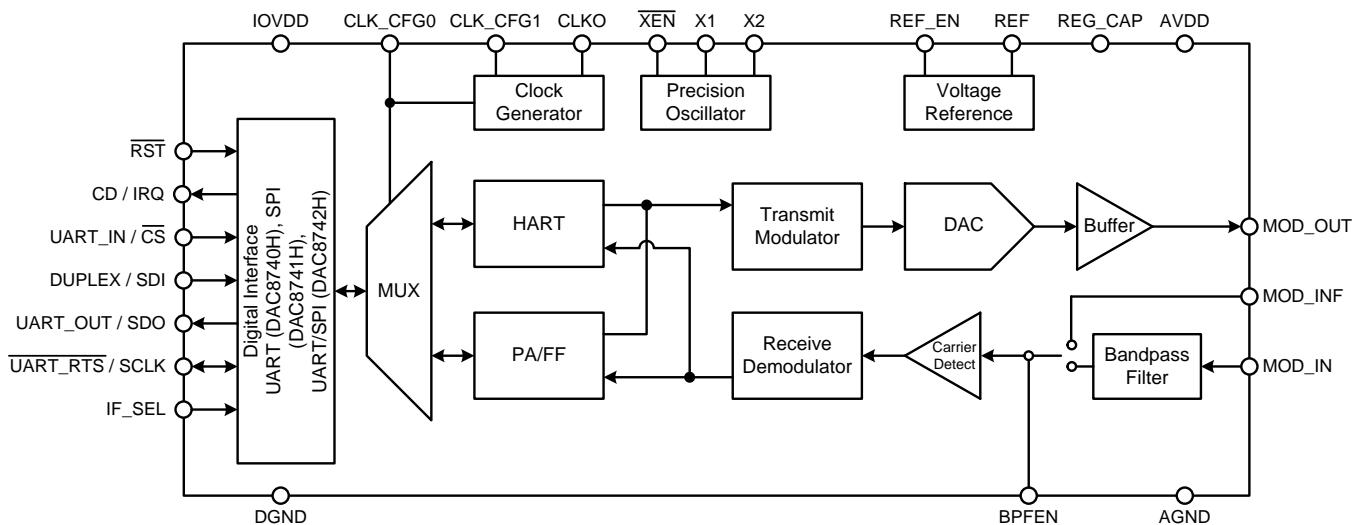 IOVDD
CLK_CFG0
CLK_CFG1
CLKO
XEN
X1
X2
REF_EN
REF
REG_CAP
AVDD
Clock
Generator
Precision
Oscillator
Voltage
Reference
RST
CD / IRQ
UART_IN / CS
DUPLEX / SDI
UART_OUT / SDO
UART_RTS / SCLK
IF_SEL
Digital Interface
UART (DAC8740H), SPI
(DAC8741H),
UART/SPI (DAC8742H)
MUX
HART
PA/FF
Transmit
Modulator
DAC
Buffer
MOD_OUT
MOD_INF
Receive
Demodulator
Carrier
Detect
Bandpass
Filter
MOD_IN
DGND
BPFEN
AGND